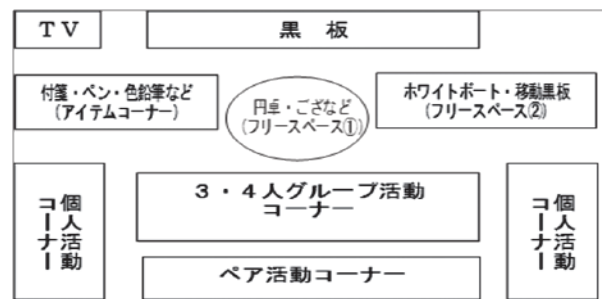 ＴＶ
黒　板
付箋・ペン・色鉛筆など
(アイテムコーナー)
円卓・ござなど
(フリースペース①)
ホワイトボート・移動黒板
(フリースペース②)
個人活動
コーナー
３・４人グループ活動
コーナー
個人活動
コーナー
ペア活動コーナー